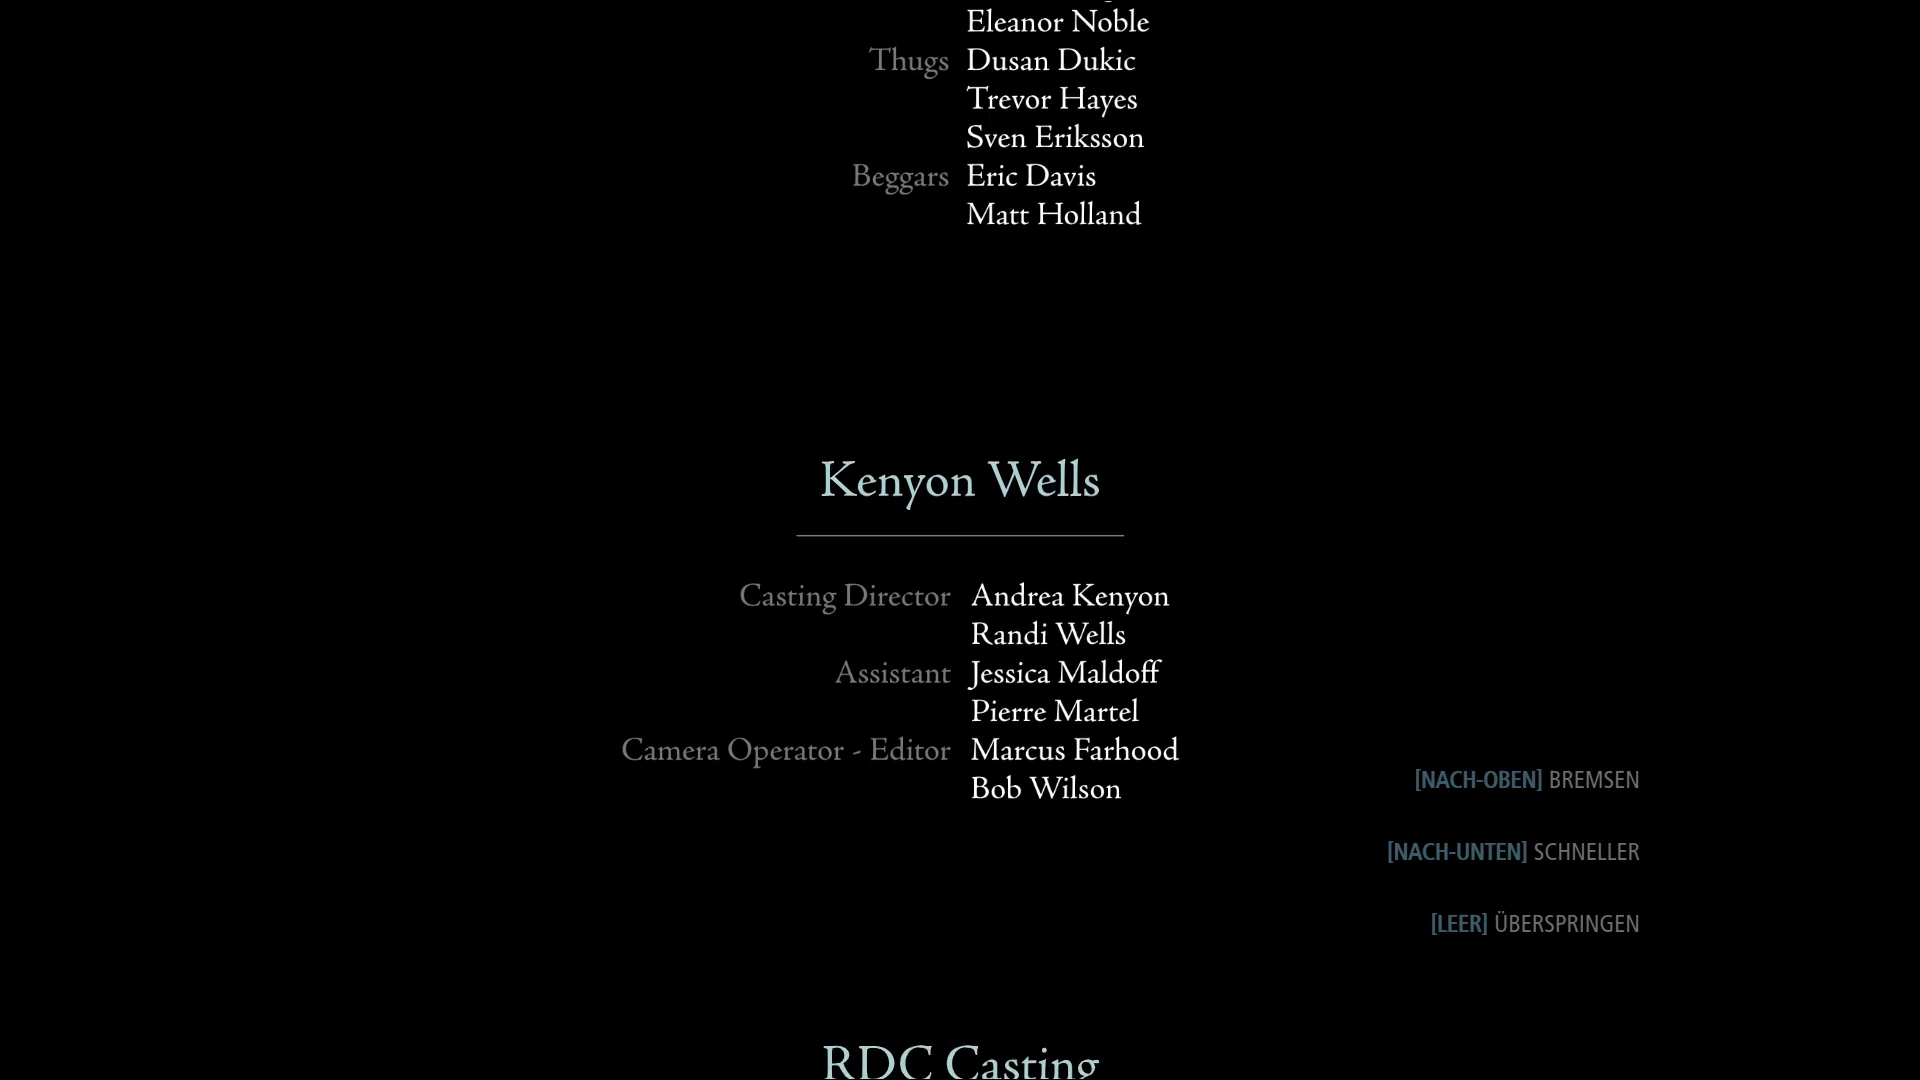 Eleanor Noble
Thugs Dusan Dukic
Trevor Hayes
Sven Eriksson
Beggars Eric Davis
Matt Holland
Kenyon Wells
Casting Director Andrea Kenyon
Randi Wells
Assistant Jessica Maldoff
Pierre Martel
Camera Operator - Editor Marcus Farhood
Bob Wilson
[NACH-OBEN] BREMSEN
[NACH-UNTEN] SCHNELLER
[LEER] ÜBERSPRINGEN
RDC Casting